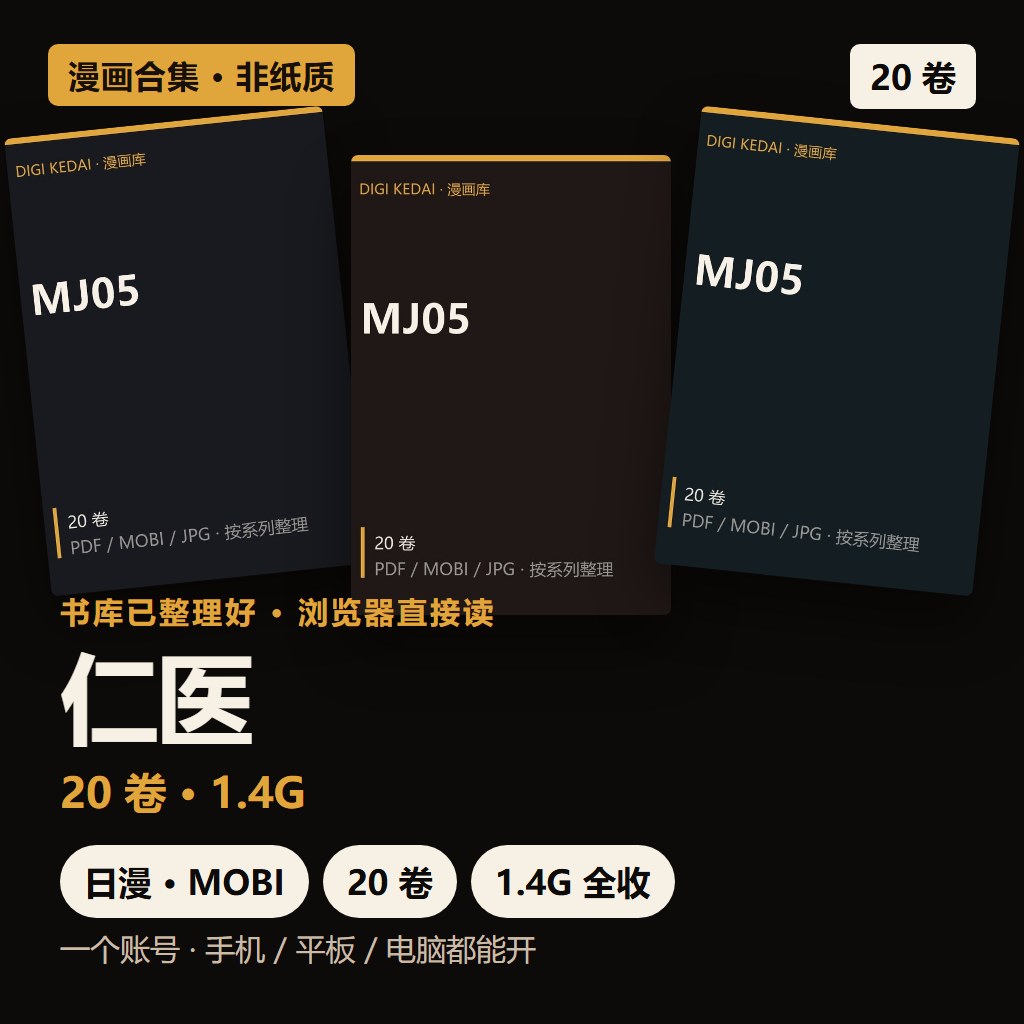 漫画合集 • 非纸质
20 卷
DIGI KEDAI · 漫画库
MJ05
20 卷
PDF / MOBI / JPG · 按系列整理
DIGI KEDAI · 漫画库
MJ05
20 卷
PDF / MOBI / JPG · 按系列整理
DIGI KEDAI · 漫画库
MJ05
20 卷
PDF / MOBI / JPG · 按系列整理
书库已整理好 • 浏览器直接读
仁医
20 卷 • 1.4G
日漫 • MOBI
20 卷
1.4G 全收
一个账号 · 手机 / 平板 / 电脑都能开